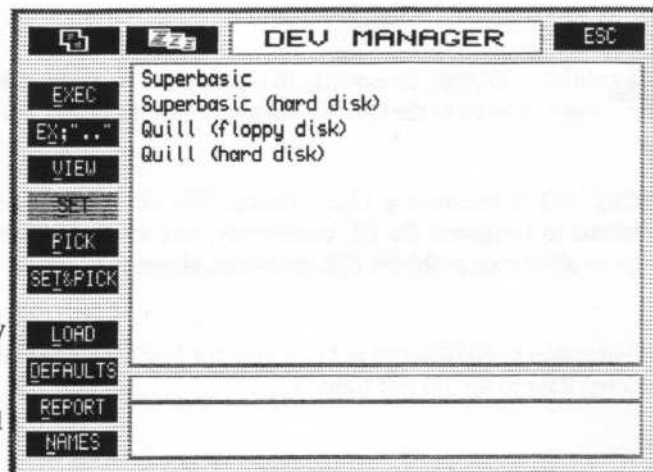 DEV MANAGER
ESC
EXEC
EX;".."
VIEW
SET
PICK
SET&PICK
LOAD
DEFAULTS
REPORT
NAMES
Superbasic
Superbasic (hard disk)
Quill (floppy disk)
Quill (hard disk)